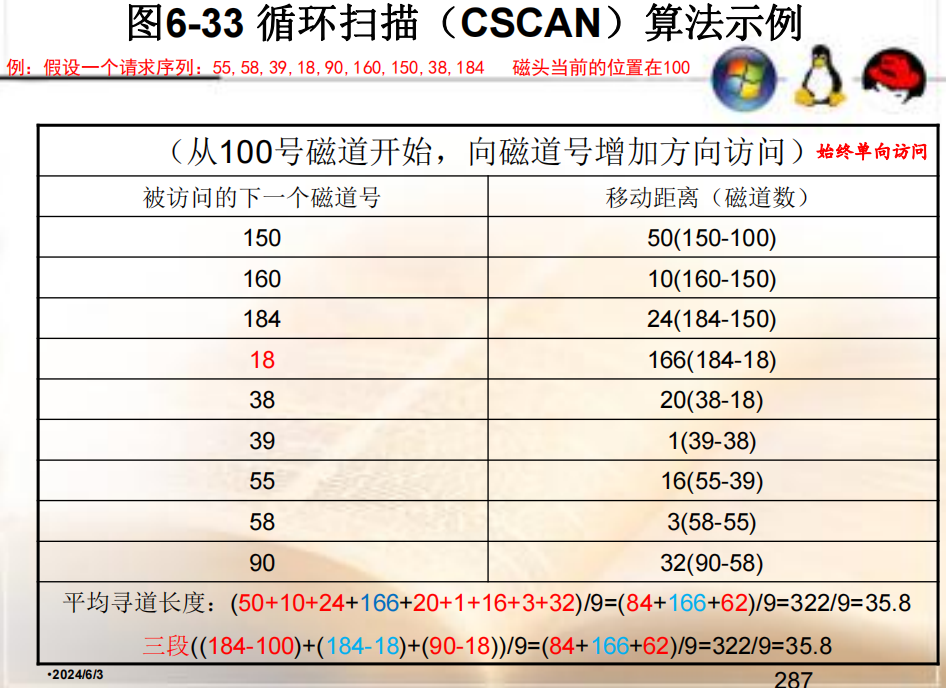 图6-33 循环扫描（CSCAN）算法示例
例：假设一个请求序列：55,58,39,18,90,160,150,38,184 磁头当前的位置在100
（从100号磁道开始，向磁道号增加方向访问）始终单向访问
被访问的下一个磁道号 移动距离（磁道数）
150 50(150-100)
160 10(160-150)
184 24(184-150)
18 166(184-18)
38 20(38-18)
39 1(39-38)
55 16(55-39)
58 3(58-55)
90 32(90-58)
平均寻道长度：(50+10+24+166+20+1+16+3+32)/9=(84+166+62)/9=322/9=35.8
三段((184-100)+(184-18)+(90-18))/9=(84+166+62)/9=322/9=35.8
•2024/6/3 287